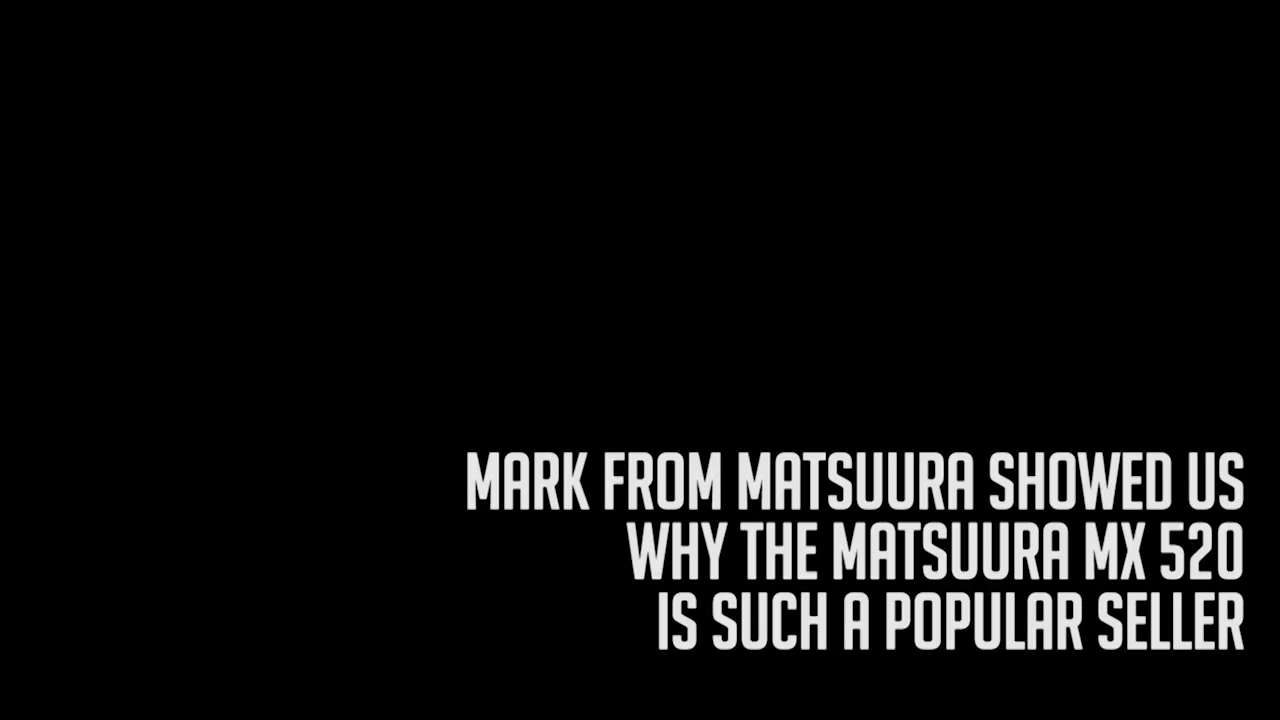 MARK FROM MATSUURA SHOWED US
WHY THE MATSUURA MX 520
IS SUCH A POPULAR SELLER